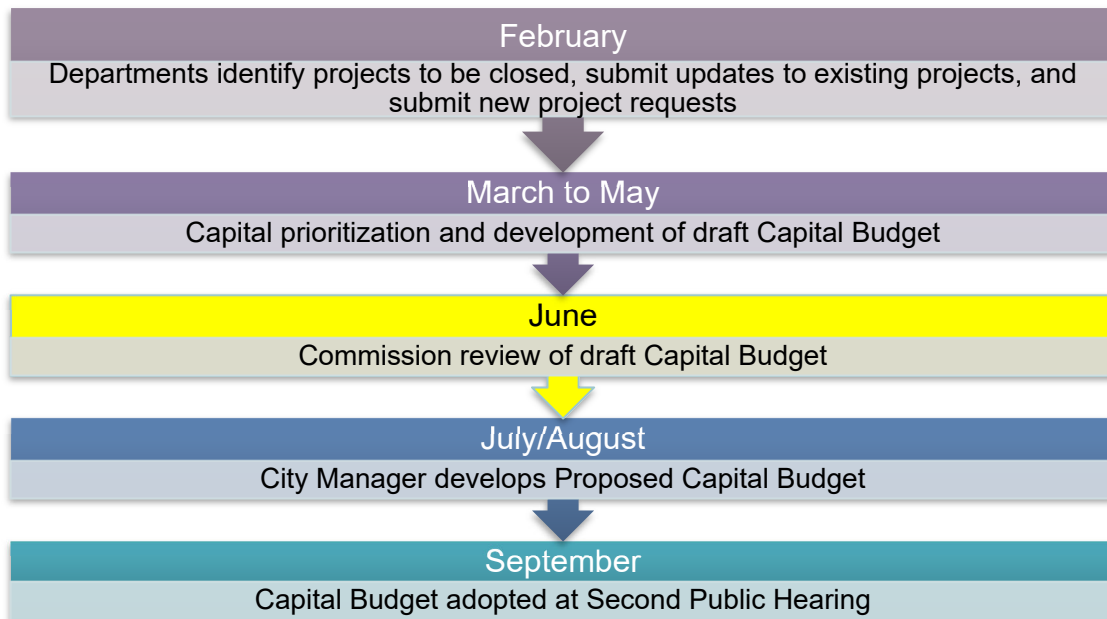 February
Departments identify projects to be closed, submit updates to existing projects, and
submit new project requests
March to May
Capital prioritization and development of draft Capital Budget
June
Commission review of draft Capital Budget
July/August
City Manager develops Proposed Capital Budget
September
Capital Budget adopted at Second Public Hearing